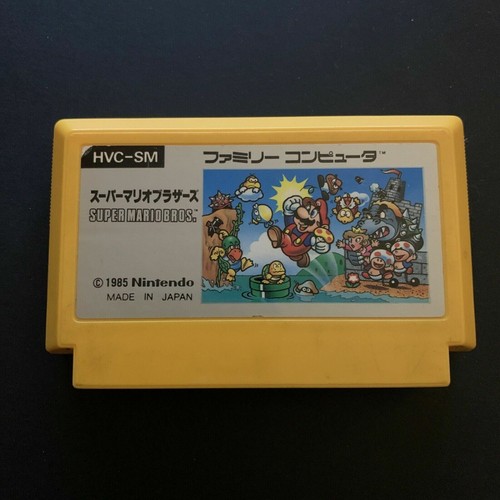 HVC-SM
ファミリー コンピュータ™
スーパーマリオブラザーズ
SUPER MARIO BROS.
© 1985 Nintendo
MADE IN JAPAN